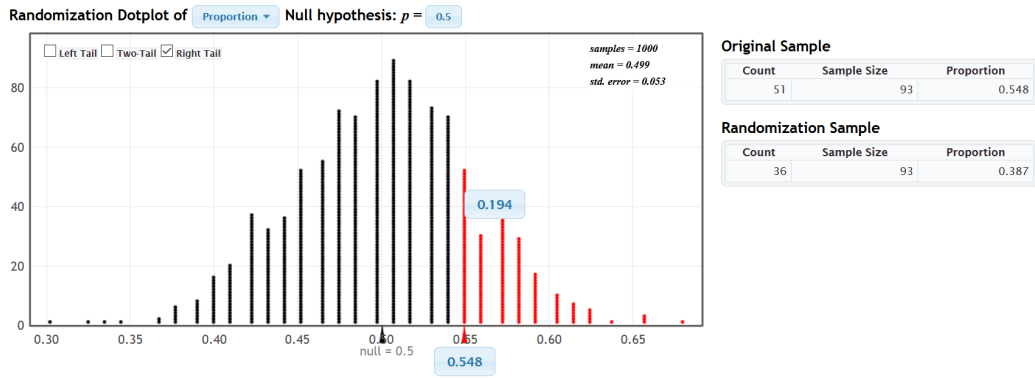 Randomization Dotplot of Proportion Null hypothesis: p = 0.5
Left Tail Two-Tail Right Tail
samples = 1000
mean = 0.499
std. error = 0.053
80
60
40
20
0
0.194
0.30 0.35 0.40 0.45 0.50 0.55 0.60 0.65
null = 0.5
0.548
Original Sample
Count Sample Size Proportion
51 93 0.548
Randomization Sample
Count Sample Size Proportion
36 93 0.387